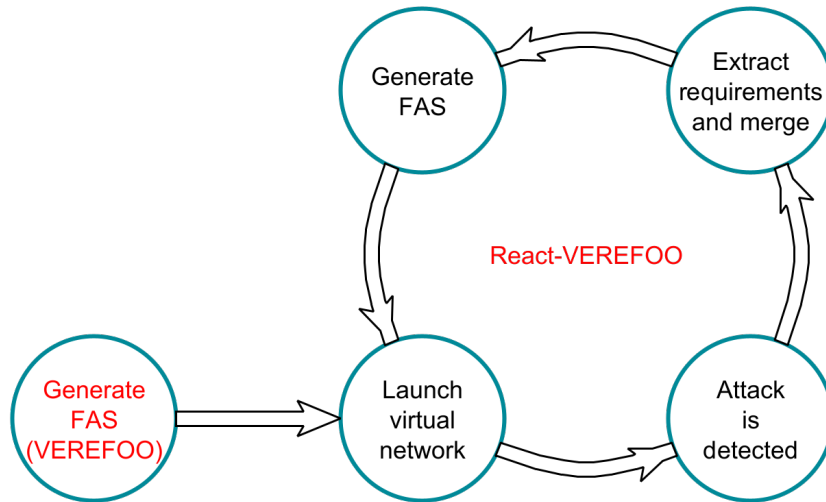 Generate
FAS
Extract
requirements
and merge
React-VEREFOO
Generate
FAS
(VEREFOO)
Launch
virtual
network
Attack
is
detected